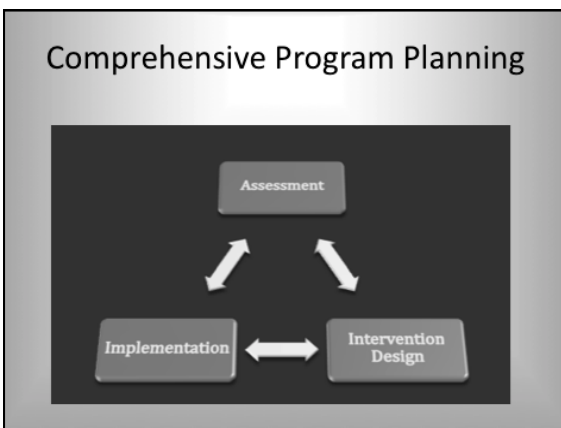 Comprehensive Program Planning
Assessment
Implementation
Intervention
Design